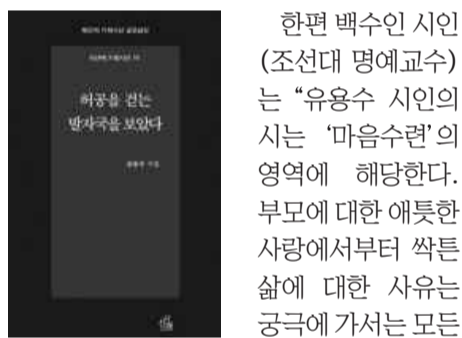 허공을 걷는
발자국을 보았다
한편 백수인 시인
(조선대 명예교수)
는 “유용수 시인의
시는 ‘마음수련’의
영역에 해당한다.
부모에 대한 애틋한
사랑에서부터 싹튼
삶에 대한 사유는
궁극에 가서는 모든